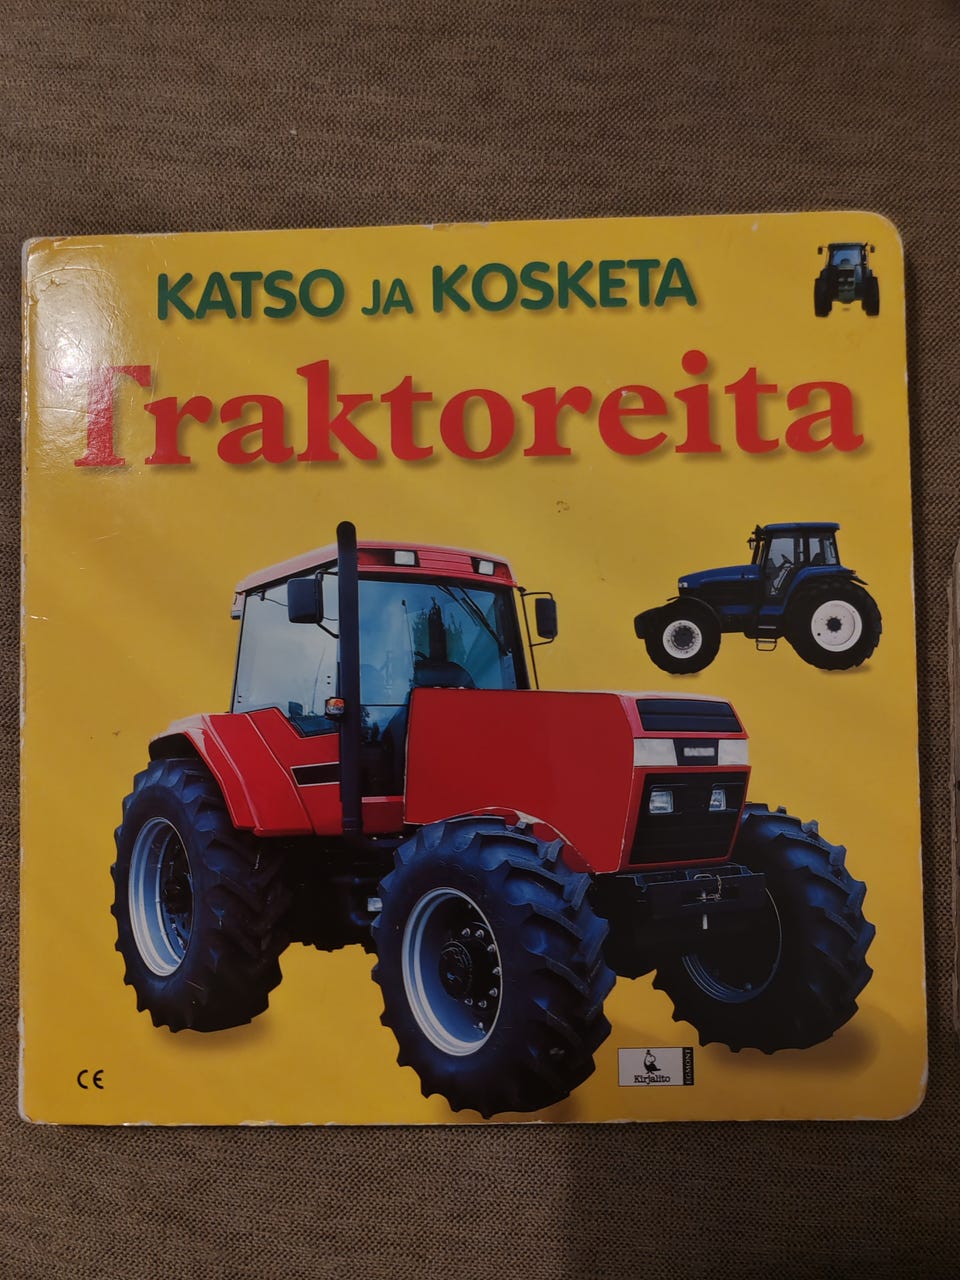 KATSO JA KOSKETA
Traktoreita
CE
Kirjalito
EGMONT